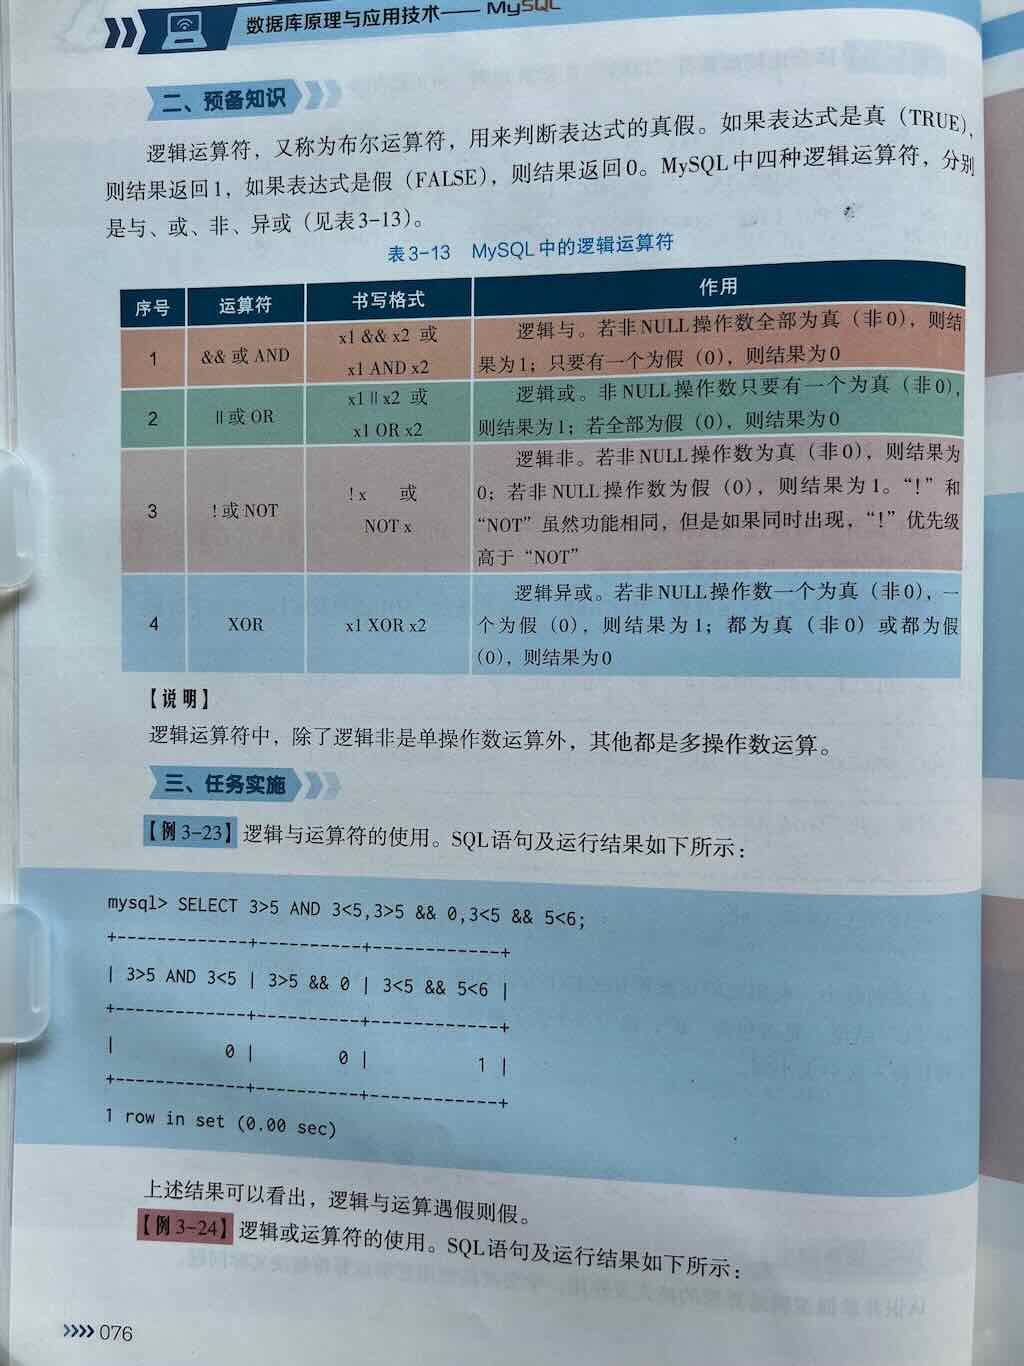 数据库原理与应用技术—— MySQL
二、预备知识
逻辑运算符，又称为布尔运算符，用来判断表达式的真假。如果表达式是真（TRUE），
则结果返回1，如果表达式是假（FALSE），则结果返回0。MySQL中四种逻辑运算符，分别
是与、或、非、异或（见表3-13）。
表3-13　MySQL中的逻辑运算符
序号 运算符 书写格式 作用
1 && 或 AND x1 && x2 或
x1 AND x2
逻辑与。若非NULL操作数全部为真（非0），则结
果为1；只要有一个为假（0），则结果为0
2 || 或 OR x1 || x2 或
x1 OR x2
逻辑或。非NULL操作数只要有一个为真（非0），
则结果为1；若全部为假（0），则结果为0
3 ! 或 NOT ! x 或
NOT x
逻辑非。若非NULL操作数为真（非0），则结果为
0；若非NULL操作数为假（0），则结果为1。“!”和
“NOT”虽然功能相同，但是如果同时出现，“!”优先级
高于“NOT”
4 XOR x1 XOR x2
逻辑异或。若非NULL操作数一个为真（非0），一
个为假（0），则结果为1；都为真（非0）或都为假
（0），则结果为0
【说明】
逻辑运算符中，除了逻辑非是单操作数运算外，其他都是多操作数运算。
三、任务实施
【例3-23】逻辑与运算符的使用。SQL语句及运行结果如下所示：
mysql> SELECT 3>5 AND 3<5,3>5 && 0,3<5 && 5<6;
+-------------+----------+------------+
| 3>5 AND 3<5 | 3>5 && 0 | 3<5 && 5<6 |
+-------------+----------+------------+
|           0 |        0 |          1 |
+-------------+----------+------------+
1 row in set (0.00 sec)
上述结果可以看出，逻辑与运算遇假则假。
【例3-24】逻辑或运算符的使用。SQL语句及运行结果如下所示：
>>>> 076